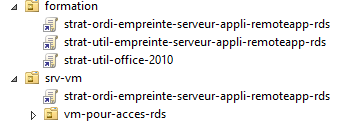 formation
strat-ordi-empreinte-serveur-appli-remoteapp-rds
strat-util-empreinte-serveur-appli-remoteapp-rds
strat-util-office-2010
srv-vm
strat-ordi-empreinte-serveur-appli-remoteapp-rds
vm-pour-acces-rds